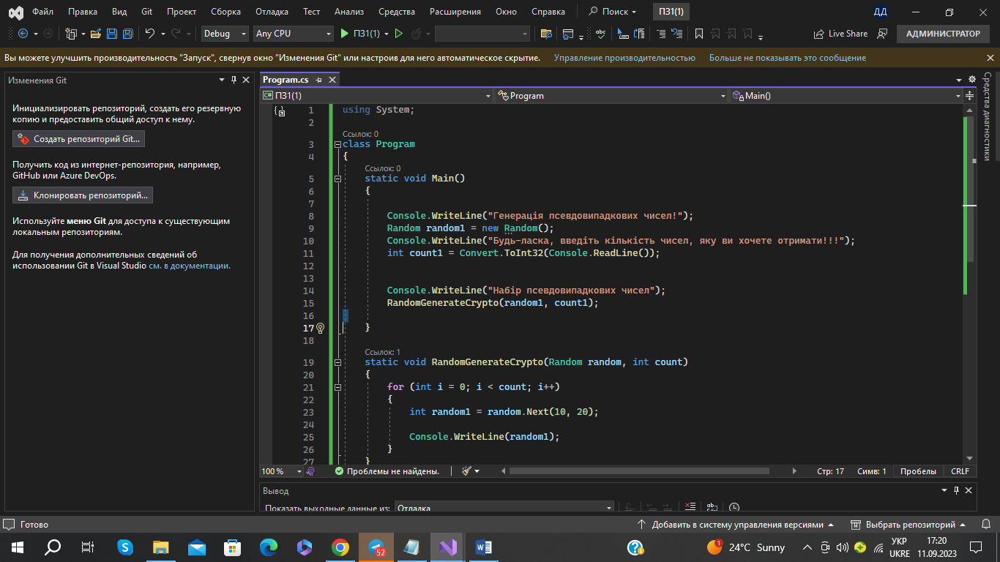 Файл Правка Вид Git Проект Сборка Отладка Тест Анализ Средства Расширения Окно Справка Поиск ПЗ1(1) ДД
Debug Any CPU ПЗ1(1) Live Share АДМИНИСТРАТОР
Вы можете улучшить производительность "Запуск", свернув окно "Изменения Git" или настроив для него автоматическое скрытие. Управление производительностью Больше не показывать это сообщение
Изменения Git
Инициализировать репозиторий, создать его резервную
копию и предоставить общий доступ к нему.
Создать репозиторий Git...
Получить код из интернет-репозитория, например,
GitHub или Azure DevOps.
Клонировать репозиторий...
Используйте меню Git для доступа к существующим
локальным репозиториям.
Для получения дополнительных сведений об
использовании Git в Visual Studio см. в документации.
Program.cs
C# ПЗ1(1) Program Main()
1 using System;
2
Ссылок: 0
3 class Program
4 {
Ссылок: 0
5 static void Main()
6 {
7
8 Console.WriteLine("Генерація псевдовипадкових чисел!");
9 Random random1 = new Random();
10 Console.WriteLine("Будь-ласка, введіть кількість чисел, яку ви хочете отримати!!!");
11 int count1 = Convert.ToInt32(Console.ReadLine());
12
13
14 Console.WriteLine("Набір псевдовипадкових чисел");
15 RandomGenerateCrypto(random1, count1);
16
17 }
18
Ссылок: 1
19 static void RandomGenerateCrypto(Random random, int count)
20 {
21 for (int i = 0; i < count; i++)
22 {
23 int random1 = random.Next(10, 20);
24
25 Console.WriteLine(random1);
26 }
27 }
100 % Проблемы не найдены. Стр: 17 Симв: 1 Пробелы CRLF
Средства диагностики
Вывод
Показать выходные данные из: Отладка
Готово Добавить в систему управления версиями Выбрать репозиторий
52 24°C Sunny УКР 17:20
UKRE 11.09.2023